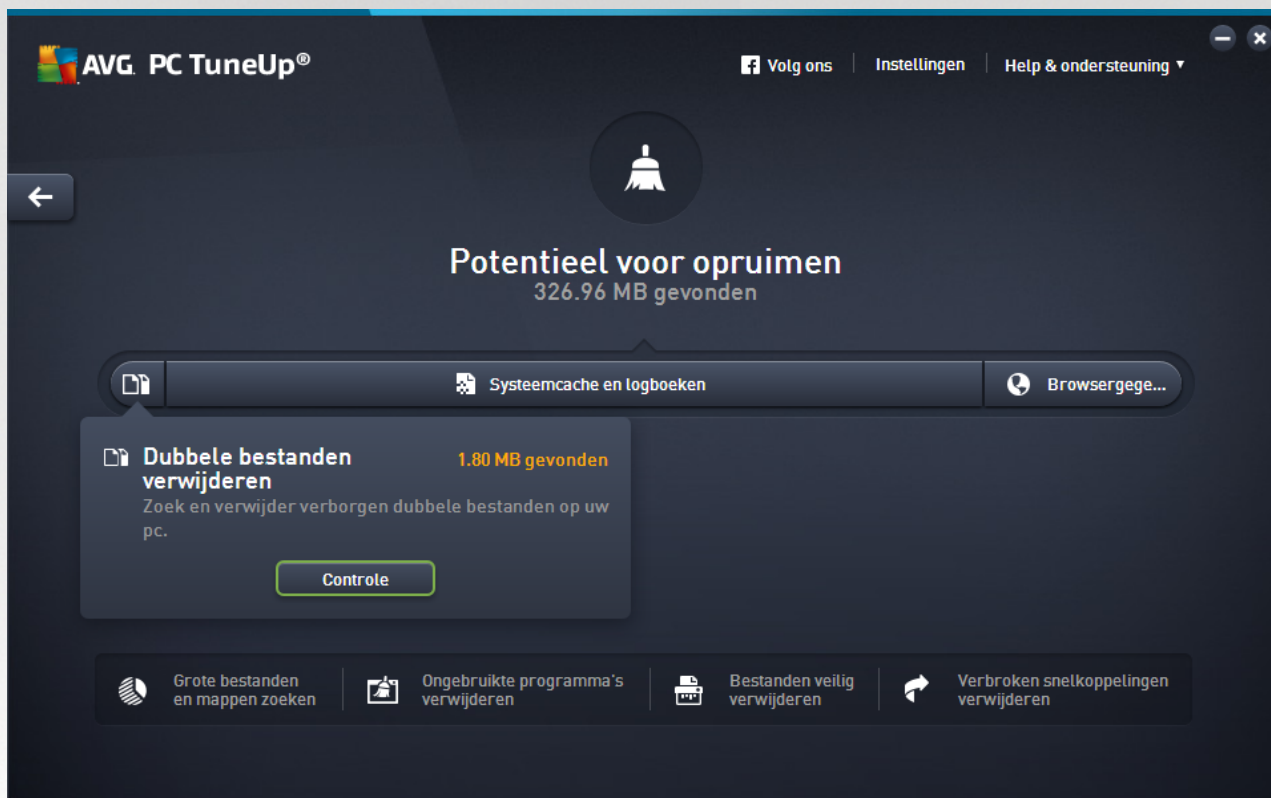 AVG. PC TuneUp®
Volg ons
Instellingen
Help & ondersteuning
Potentieel voor opruimen
326.96 MB gevonden
Systeemcache en logboeken
Browsergege...
Dubbele bestanden
verwijderen
1.80 MB gevonden
Zoek en verwijder verborgen dubbele bestanden op uw
pc.
Controle
Grote bestanden
en mappen zoeken
Ongebruikte programma's
verwijderen
Bestanden veilig
verwijderen
Verbroken snelkoppelingen
verwijderen